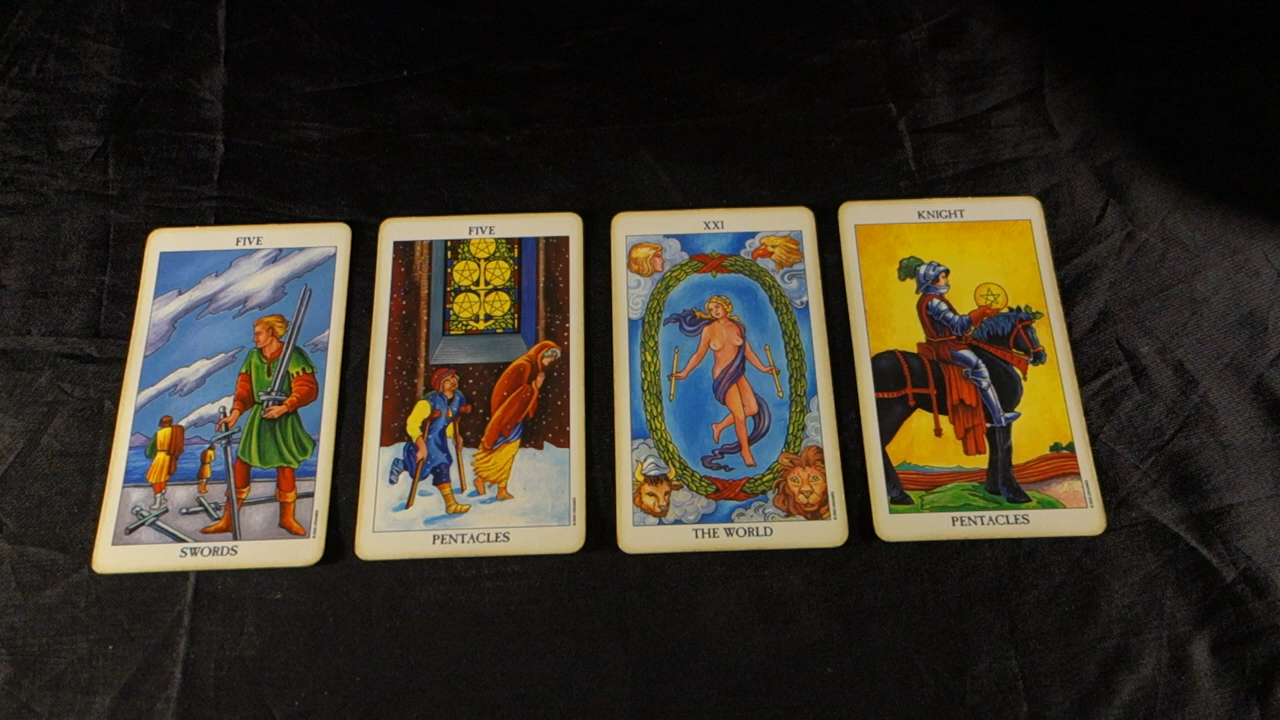 FIVE
SWORDS
FIVE
PENTACLES
XXI
THE WORLD
KNIGHT
PENTACLES